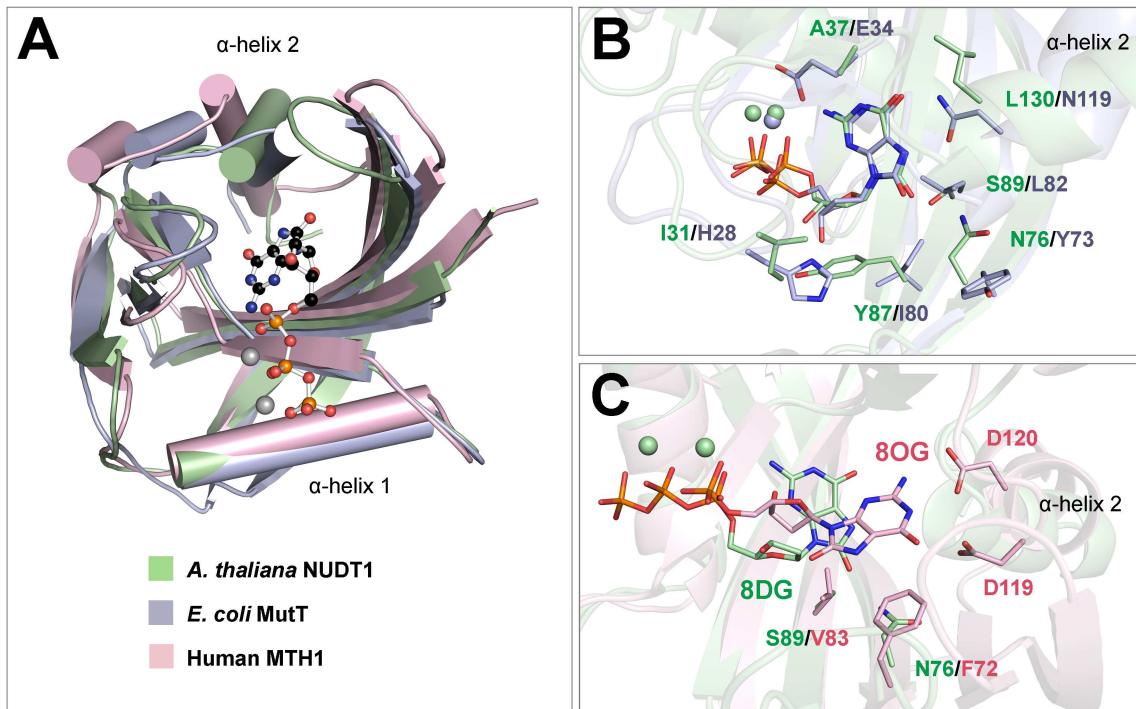 A
α-helix 2
α-helix 1
A. thaliana NUDT1
E. coli MutT
Human MTH1
B
A37/E34
α-helix 2
L130/N119
S89/L82
I31/H28
N76/Y73
Y87/I80
C
8OG
D120
α-helix 2
8DG
D119
S89/V83
N76/F72